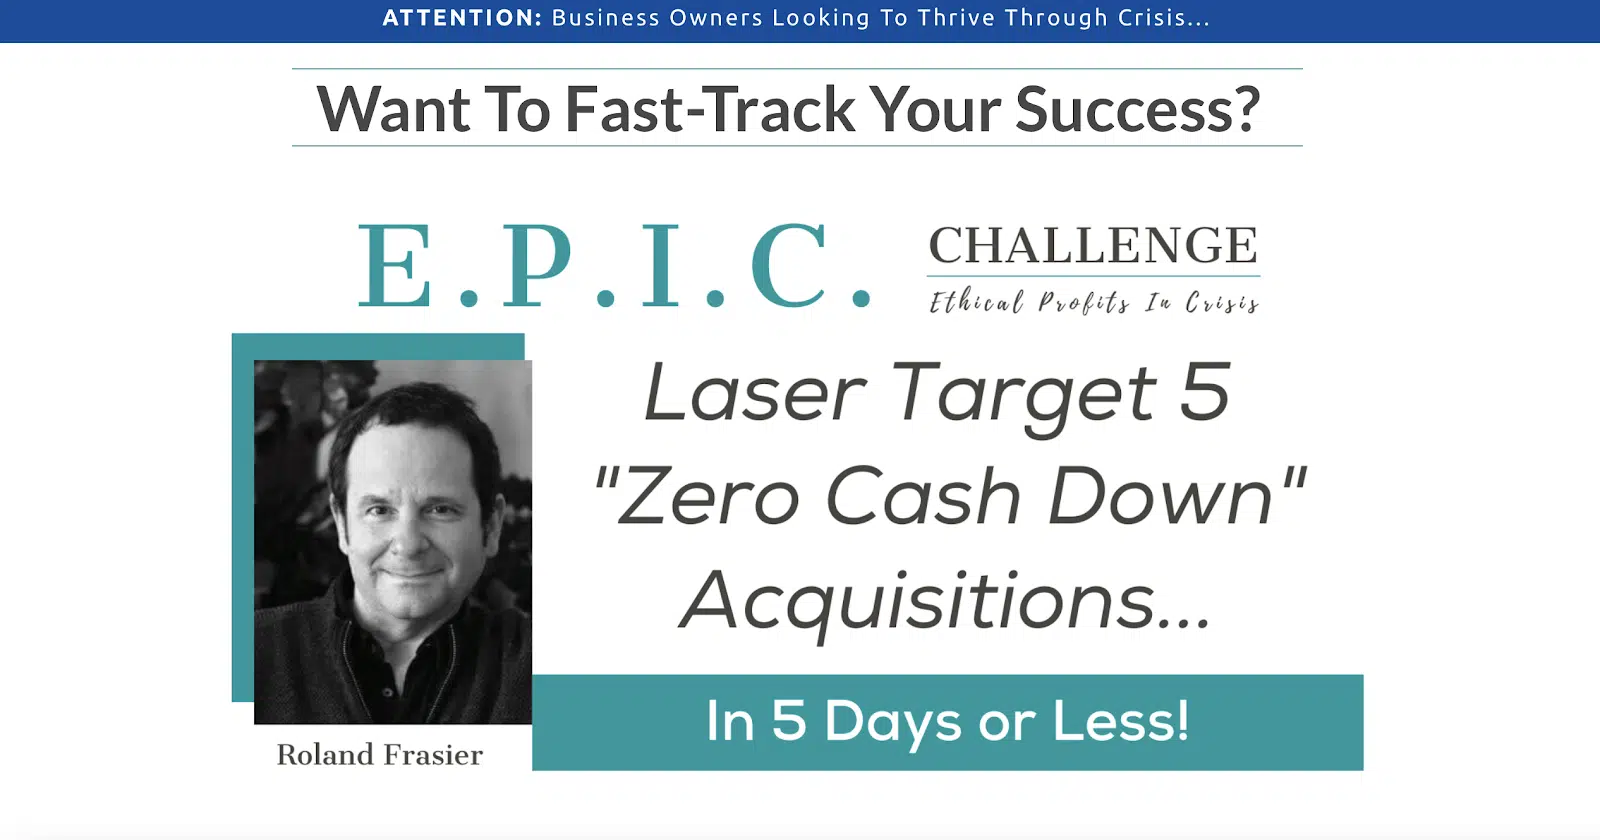 ATTENTION: Business Owners Looking To Thrive Through Crisis...
Want To Fast-Track Your Success?
E.P.I.C.
CHALLENGE
Ethical Profits In Crisis
Laser Target 5
"Zero Cash Down"
Acquisitions...
In 5 Days or Less!
Roland Frasier